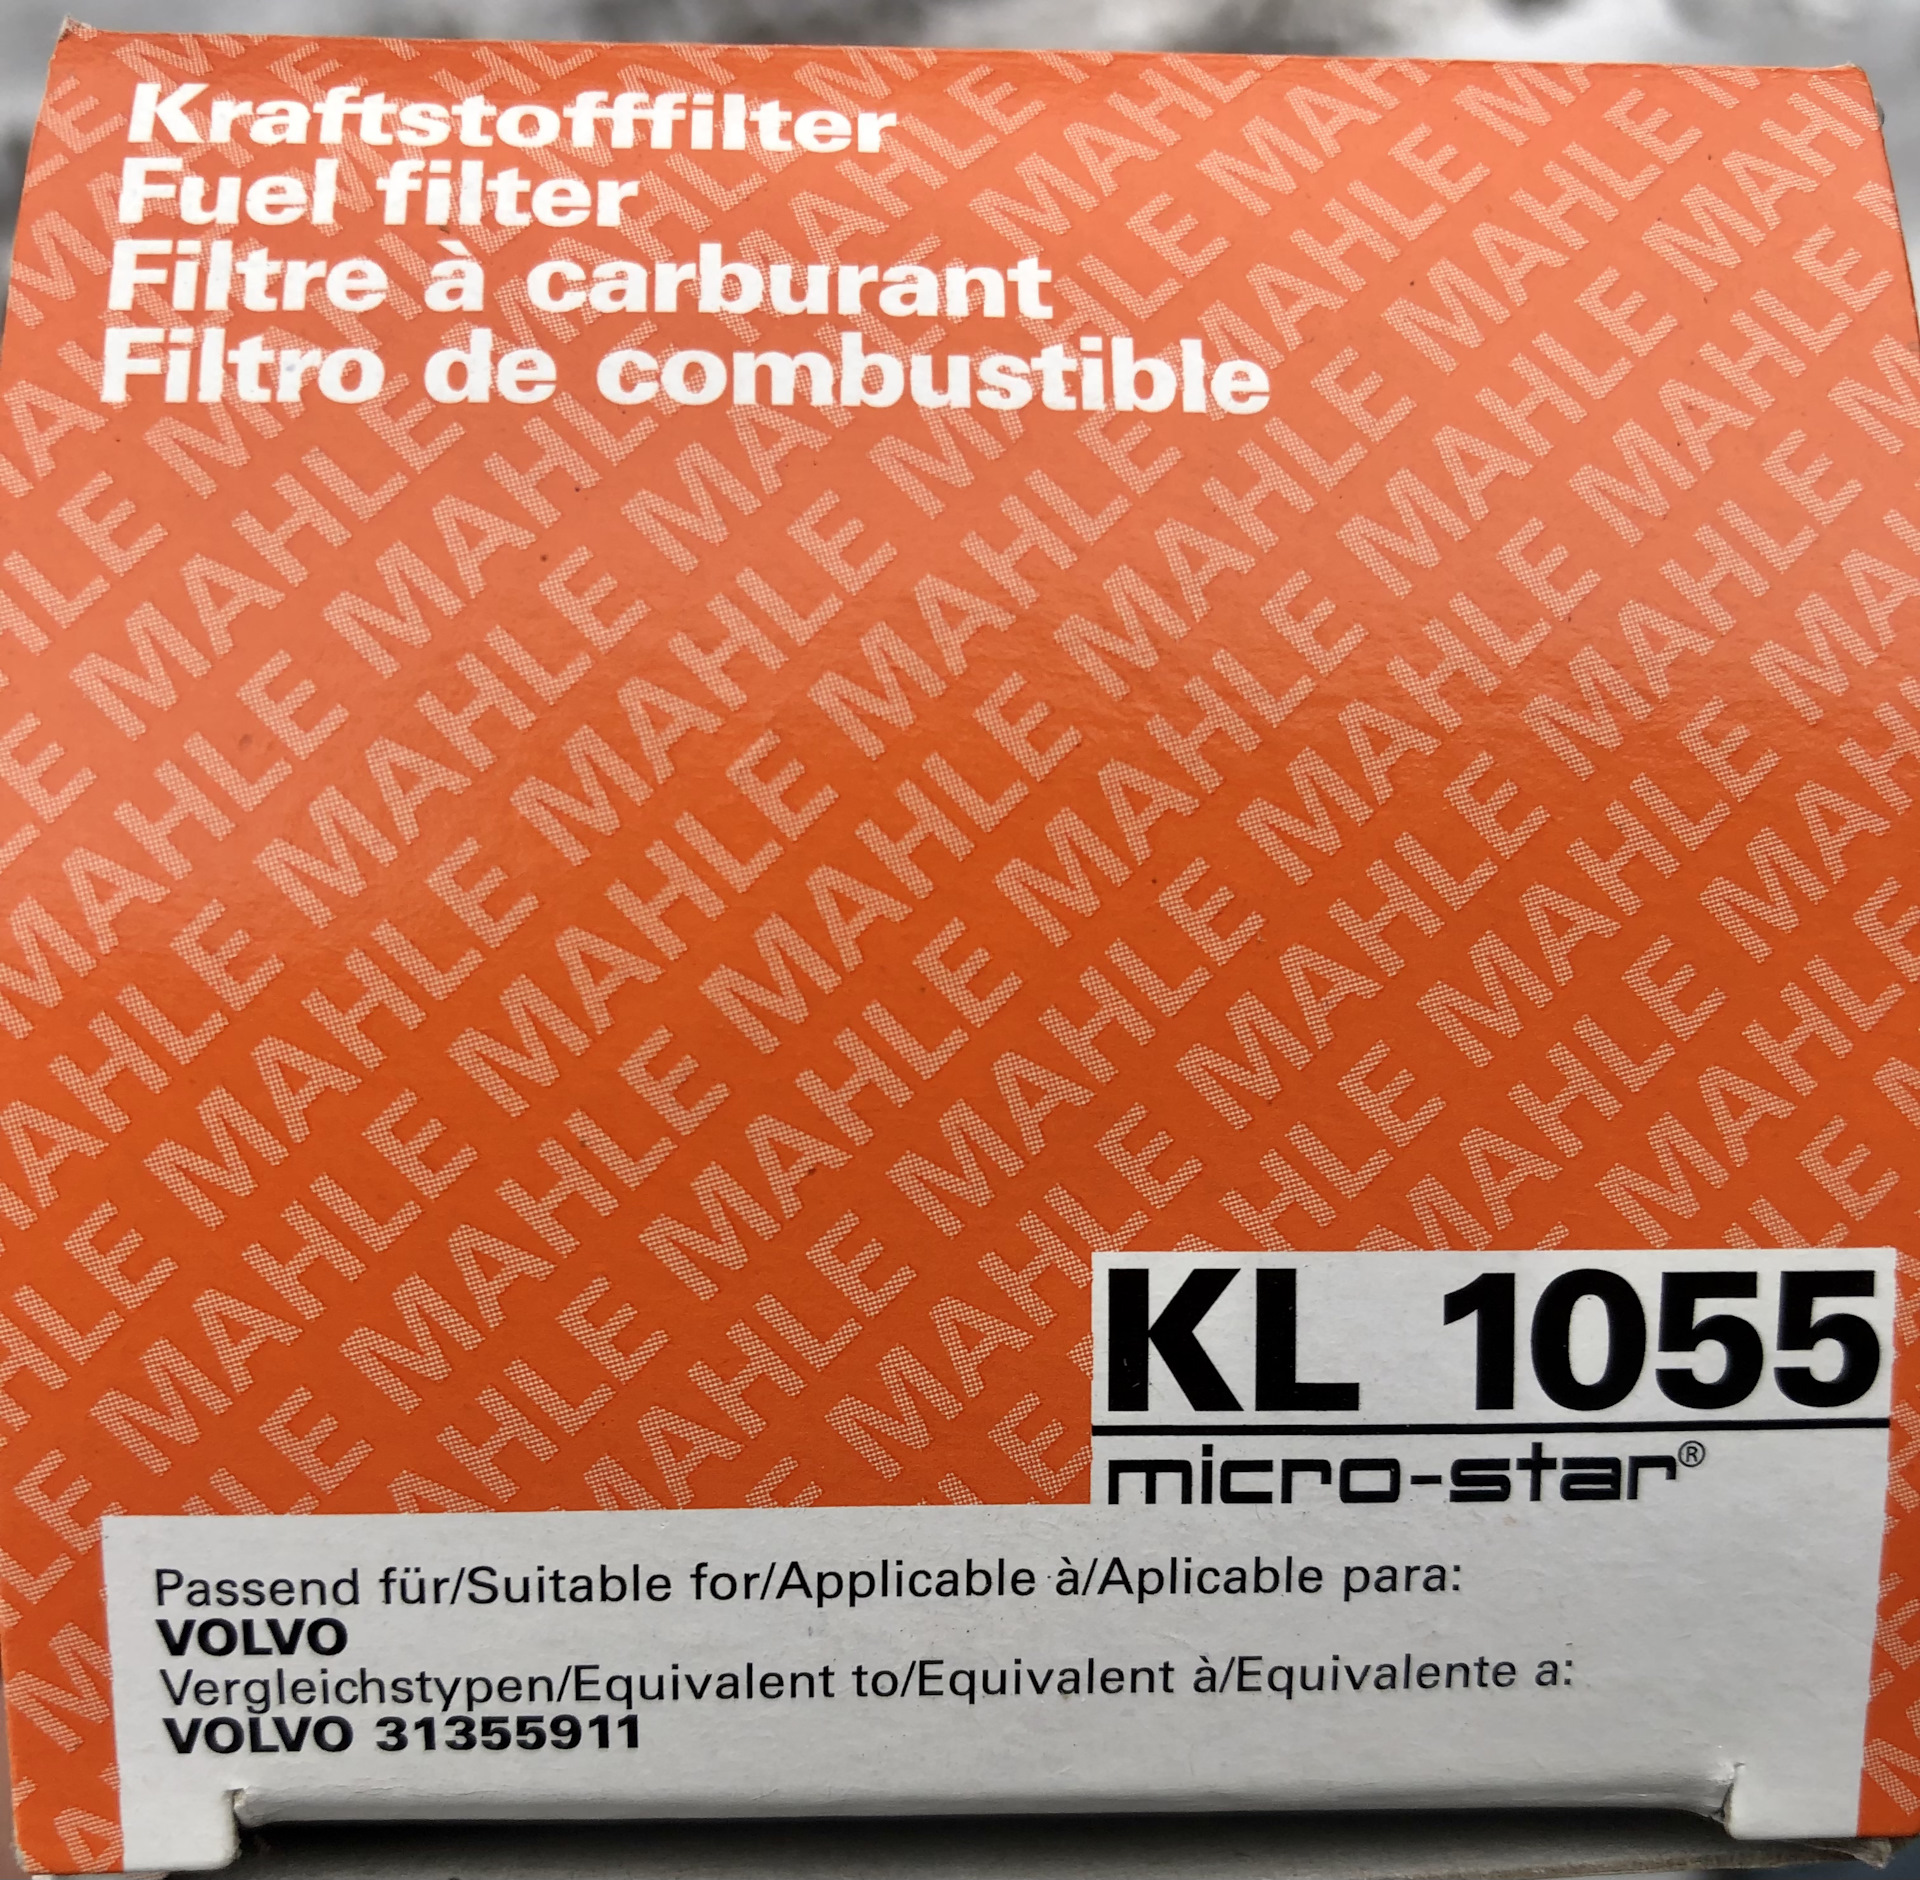 Kraftstofffilter
Fuel filter
Filtre à carburant
Filtro de combustible
MAHLE
KL 1055
micro-star®
Passend für/Suitable for/Applicable à/Aplicable para:
VOLVO
Vergleichstypen/Equivalent to/Equivalent à/Equivalente a:
VOLVO 31355911